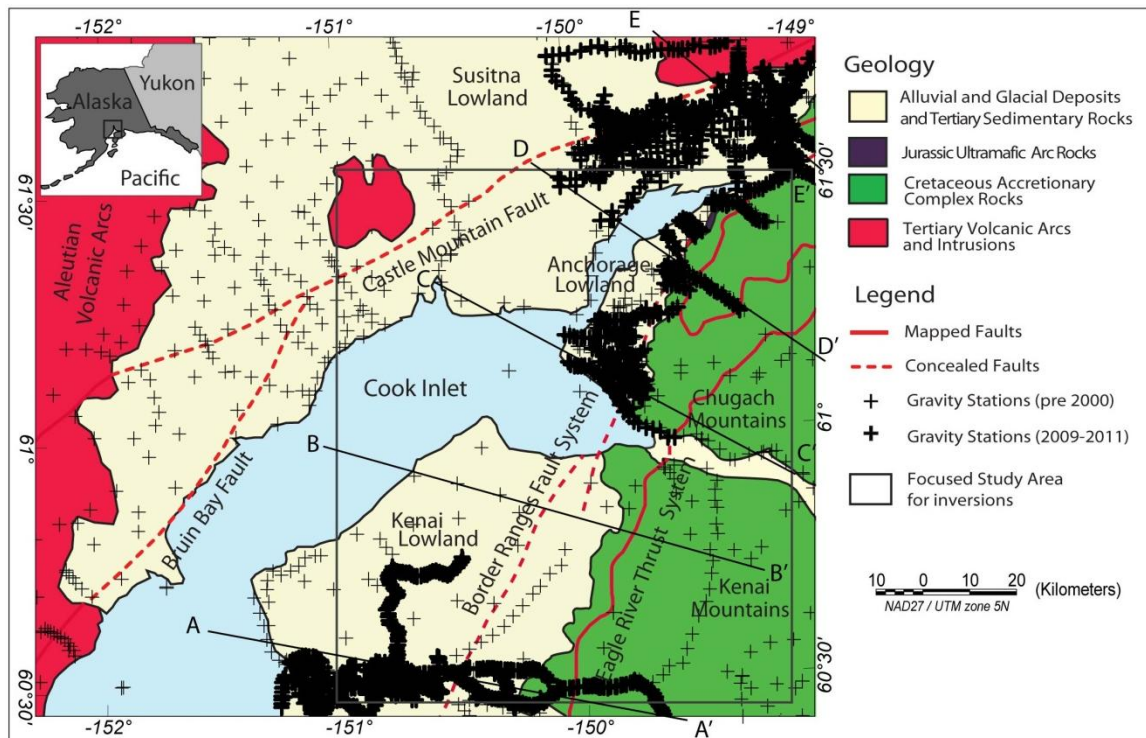 -152°
-151°
-150°
-149°
E
Yukon
Alaska
Pacific
Susitna
Lowland
D
61°30'
61°30'
E'
Aleutian
Volcanic Arcs
Castle Mountain Fault
C
Anchorage
Lowland
D'
Cook Inlet
Chugach
Mountains
61°
61°
B
C'
Bruin Bay Fault
Kenai
Lowland
Border Ranges Fault System
Eagle River Thrust System
B'
Kenai
Mountains
A
60°30'
60°30'
A'
-152°
-151°
-150°
Geology
Alluvial and Glacial Deposits
and Tertiary Sedimentary Rocks
Jurassic Ultramafic Arc Rocks
Cretaceous Accretionary
Complex Rocks
Tertiary Volcanic Arcs
and Intrusions
Legend
Mapped Faults
Concealed Faults
Gravity Stations (pre 2000)
Gravity Stations (2009-2011)
Focused Study Area
for inversions
10 0 10 20 (Kilometers)
NAD27 / UTM zone 5N